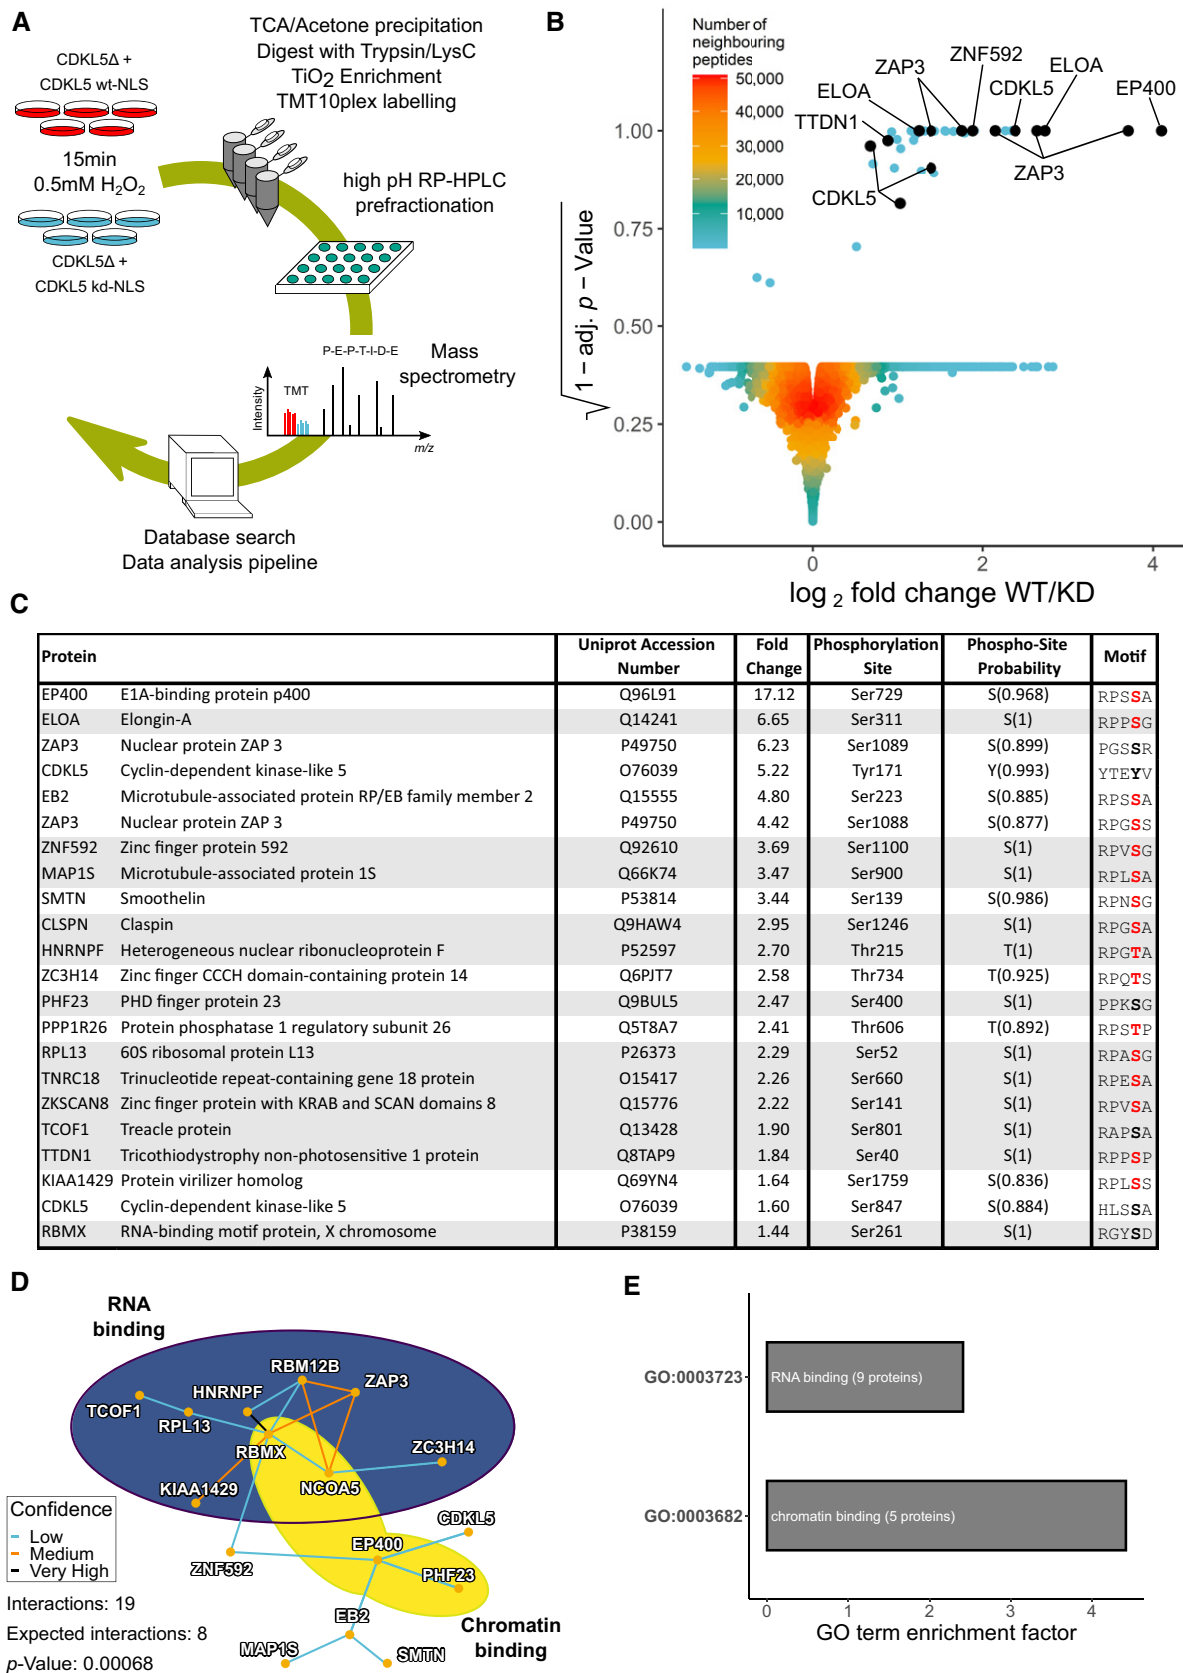 A
CDKL5Δ +
CDKL5 wt-NLS
15min
0.5mM H2O2
CDKL5Δ +
CDKL5 kd-NLS
TCA/Acetone precipitation
Digest with Trypsin/LysC
TiO2 Enrichment
TMT10plex labelling
high pH RP-HPLC
prefractionation
P-E-P-T-I-D-E
Mass
spectrometry
TMT
Intensity
m/z
Database search
Data analysis pipeline
B
Number of
neighbouring
peptides
50,000
40,000
30,000
20,000
10,000
ZNF592
ZAP3
ELOA
ELOA
CDKL5
EP400
TTDN1
ZAP3
CDKL5
1.00
0.75
0.50
0.25
0.00
1 − adj. p − Value
0
2
4
log 2 fold change WT/KD
C
Protein Uniprot Accession Number Fold Change Phosphorylation Site Phospho-Site Probability Motif
EP400 E1A-binding protein p400 Q96L91 17.12 Ser729 S(0.968) RPSSA
ELOA Elongin-A Q14241 6.65 Ser311 S(1) RPPSG
ZAP3 Nuclear protein ZAP 3 P49750 6.23 Ser1089 S(0.899) PGSSR
CDKL5 Cyclin-dependent kinase-like 5 O76039 5.22 Tyr171 Y(0.993) YTEYV
EB2 Microtubule-associated protein RP/EB family member 2 Q15555 4.80 Ser223 S(0.885) RPSSA
ZAP3 Nuclear protein ZAP 3 P49750 4.42 Ser1088 S(0.877) RPGSS
ZNF592 Zinc finger protein 592 Q92610 3.69 Ser1100 S(1) RPVSG
MAP1S Microtubule-associated protein 1S Q66K74 3.47 Ser900 S(1) RPLSA
SMTN Smoothelin P53814 3.44 Ser139 S(0.986) RPNSG
CLSPN Claspin Q9HAW4 2.95 Ser1246 S(1) RPGSA
HNRNPF Heterogeneous nuclear ribonucleoprotein F P52597 2.70 Thr215 T(1) RPGTA
ZC3H14 Zinc finger CCCH domain-containing protein 14 Q6PJT7 2.58 Thr734 T(0.925) RPQTS
PHF23 PHD finger protein 23 Q9BUL5 2.47 Ser400 S(1) PPKSG
PPP1R26 Protein phosphatase 1 regulatory subunit 26 Q5T8A7 2.41 Thr606 T(0.892) RPSTP
RPL13 60S ribosomal protein L13 P26373 2.29 Ser52 S(1) RPASG
TNRC18 Trinucleotide repeat-containing gene 18 protein O15417 2.26 Ser660 S(1) RPESA
ZKSCAN8 Zinc finger protein with KRAB and SCAN domains 8 Q15776 2.22 Ser141 S(1) RPVSA
TCOF1 Treacle protein Q13428 1.90 Ser801 S(1) RAPSA
TTDN1 Tricothiodystrophy non-photosensitive 1 protein Q8TAP9 1.84 Ser40 S(1) RPPSP
KIAA1429 Protein virilizer homolog Q69YN4 1.64 Ser1759 S(0.836) RPLSS
CDKL5 Cyclin-dependent kinase-like 5 O76039 1.60 Ser847 S(0.884) HLSSA
RBMX RNA-binding motif protein, X chromosome P38159 1.44 Ser261 S(1) RGYSD
D
RNA
binding
RBM12B
ZAP3
HNRNPF
TCOF1
RPL13
RBMX
ZC3H14
KIAA1429
NCOA5
CDKL5
EP400
ZNF592
PHF23
EB2
MAP1S
SMTN
Chromatin
binding
Confidence
Low
Medium
Very High
Interactions: 19
Expected interactions: 8
p-Value: 0.00068
E
GO:0003723
RNA binding (9 proteins)
GO:0003682
chromatin binding (5 proteins)
0
1
2
3
4
GO term enrichment factor